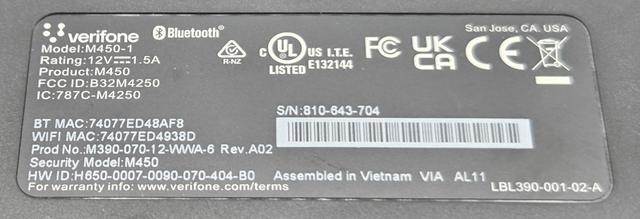 verifone Bluetooth® San Jose, CA. USA
Model:M450-1
Rating:12V⎓1.5A
Product:M450
FCC ID:B32M4250
IC:787C-M4250
R-NZ
c UL US I.T.E.
LISTED E132144
FC CE
UK
CA
S/N:810-643-704
BT MAC:74077ED48AF8
WIFI MAC:74077ED4938D
Prod No.:M390-070-12-WWA-6 Rev.A02
Security Model:M450
HW ID:H650-0007-0090-070-404-B0 Assembled in Vietnam VIA AL11
For warranty info: www.verifone.com/terms LBL390-001-02-A